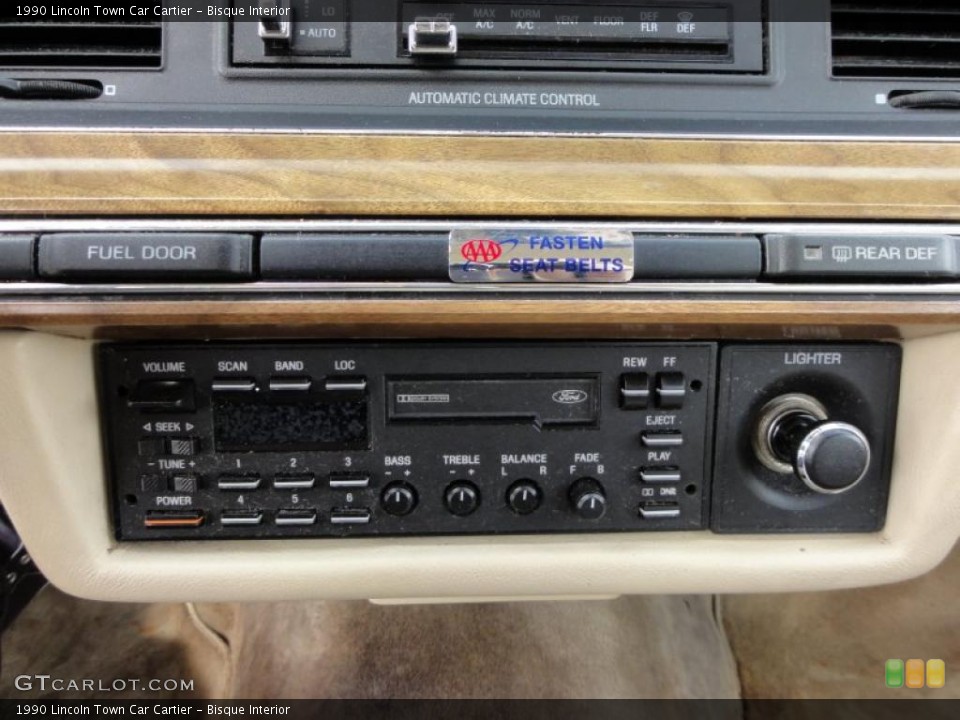 1990 Lincoln Town Car Cartier - Bisque Interior
LO
AUTO
MAX A/C
NORM A/C
VENT
FLOOR
DEF FLR
DEF
AUTOMATIC CLIMATE CONTROL
FUEL DOOR
AAA FASTEN
SEAT BELTS
REAR DEF
VOLUME
SCAN BAND LOC
REW FF
LIGHTER
Ford
SEEK
EJECT
- TUNE +
1 2 3
BASS
- +
TREBLE
- +
BALANCE
L R
FADE
F B
PLAY
POWER
4 5 6
DNR
GTCARLOT.COM
1990 Lincoln Town Car Cartier - Bisque Interior